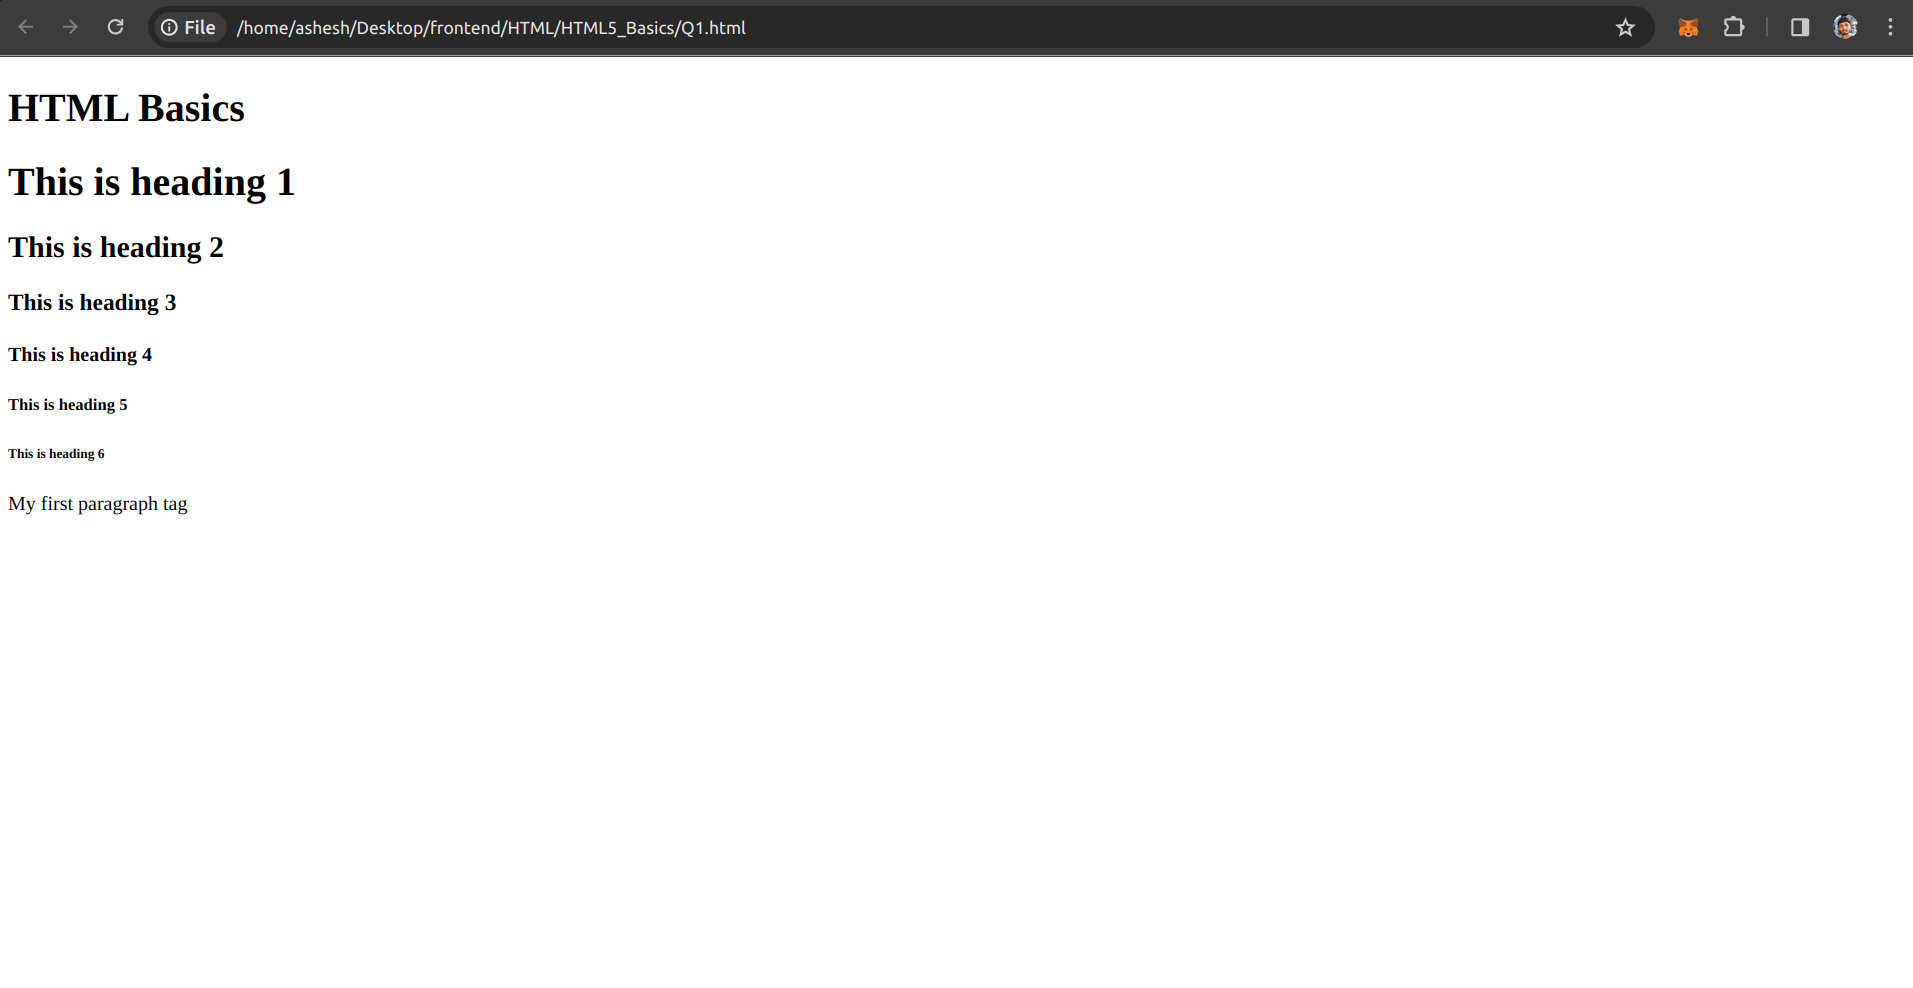 File /home/ashesh/Desktop/frontend/HTML/HTML5_Basics/Q1.html
HTML Basics
This is heading 1
This is heading 2
This is heading 3
This is heading 4
This is heading 5
This is heading 6
My first paragraph tag